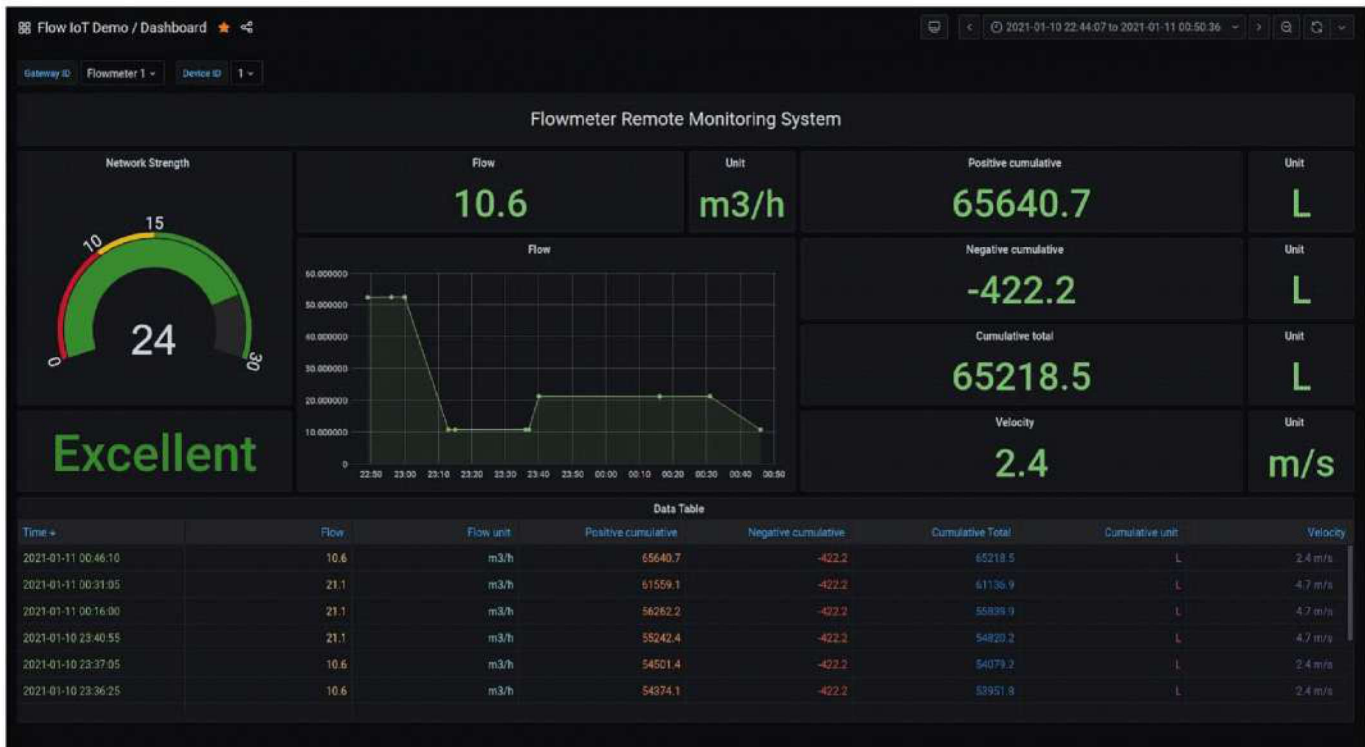 Flow IoT Demo / Dashboard
2021-01-10 22:44:07 to 2021-01-11 00:50:36
Gateway ID Flowmeter 1 Device ID 1
Flowmeter Remote Monitoring System
Network Strength
0
10
15
30
24
Excellent
Flow
10.6
Unit
m3/h
Flow
60.000000
50.000000
40.000000
30.000000
20.000000
10.000000
0
22:50 23:00 23:10 23:20 23:30 23:40 23:50 00:00 00:10 00:20 00:30 00:40 00:50
Positive cumulative
65640.7
Unit
L
Negative cumulative
-422.2
Unit
L
Cumulative total
65218.5
Unit
L
Velocity
2.4
Unit
m/s
Data Table
Time Flow Flow unit Positive cumulative Negative cumulative Cumulative Total Cumulative unit Velocity
2021-01-11 00:46:10 10.6 m3/h 65640.7 -422.2 65218.5 L 2.4 m/s
2021-01-11 00:31:05 21.1 m3/h 61559.1 -422.2 61136.9 L 4.7 m/s
2021-01-11 00:16:00 21.1 m3/h 56262.2 -422.2 55839.9 L 4.7 m/s
2021-01-10 23:40:55 21.1 m3/h 55242.4 -422.2 54820.2 L 4.7 m/s
2021-01-10 23:37:05 10.6 m3/h 54501.4 -422.2 54079.2 L 2.4 m/s
2021-01-10 23:36:25 10.6 m3/h 54374.1 -422.2 53951.9 L 2.4 m/s